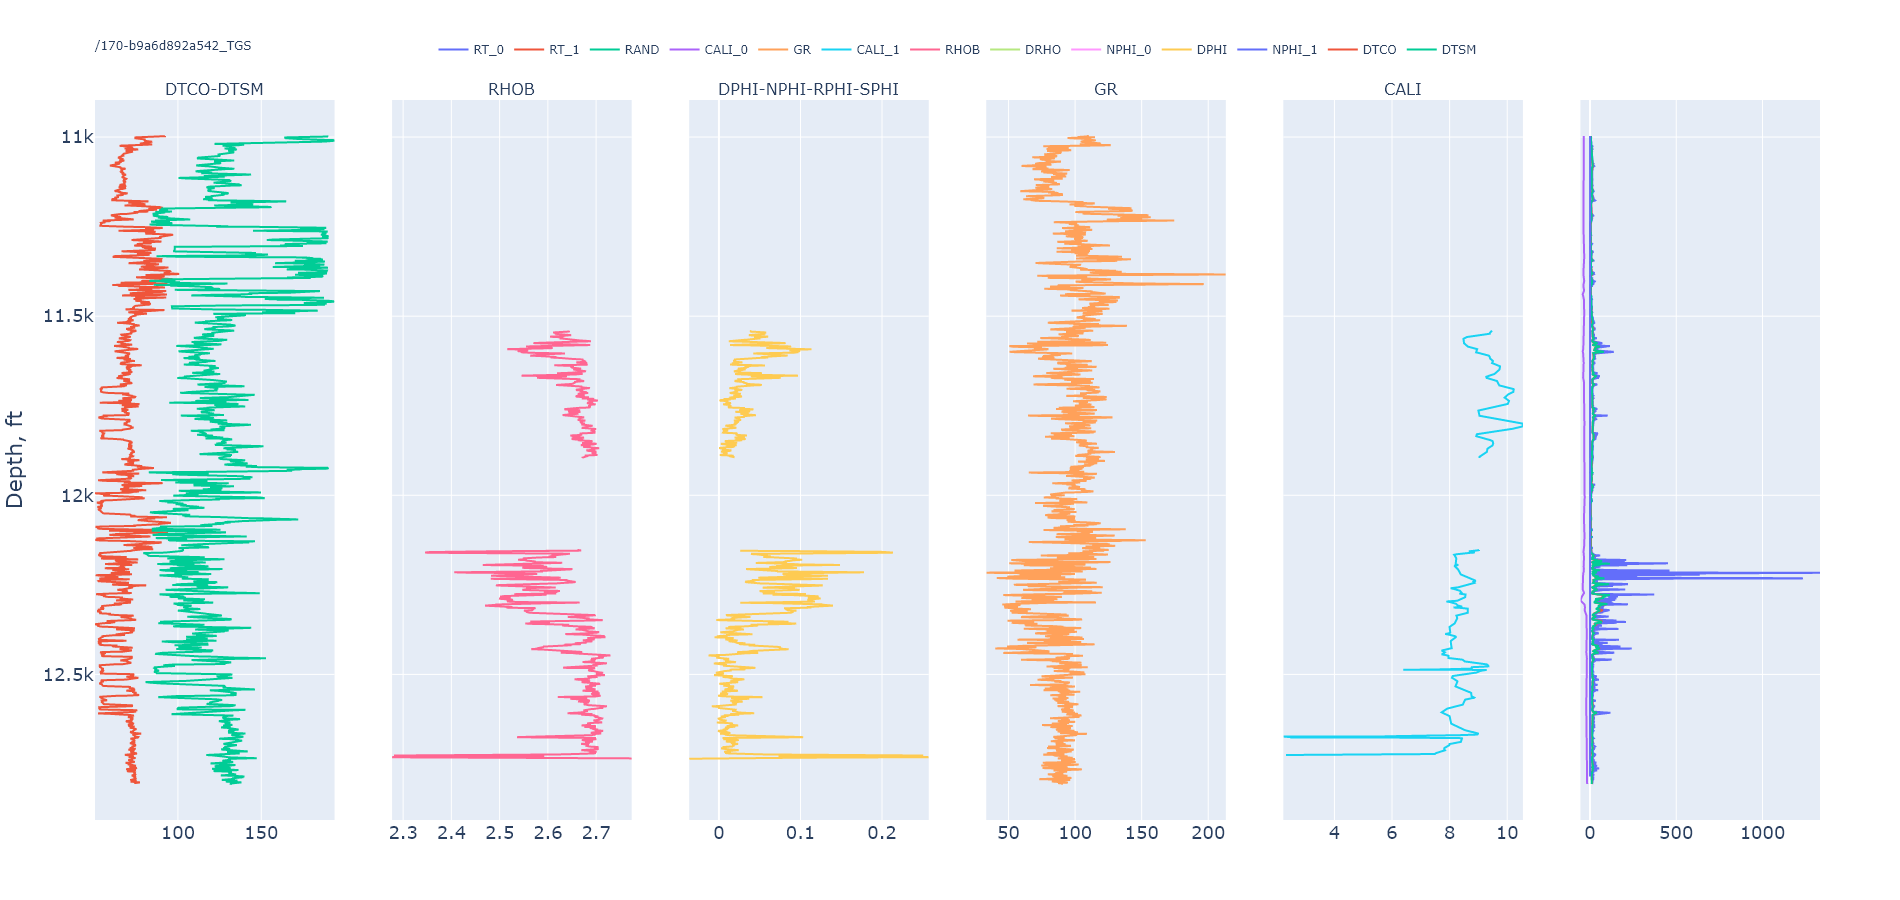 /170-b9a6d892a542_TGS
RT_0 RT_1 RAND CALI_0 GR CALI_1 RHOB DRHO NPHI_0 DPHI NPHI_1 DTCO DTSM
DTCO-DTSM RHOB DPHI-NPHI-RPHI-SPHI GR CALI
11k
11.5k
12k
12.5k
Depth, ft
100 150 2.3 2.4 2.5 2.6 2.7 0 0.1 0.2 50 100 150 200 4 6 8 10 0 500 1000